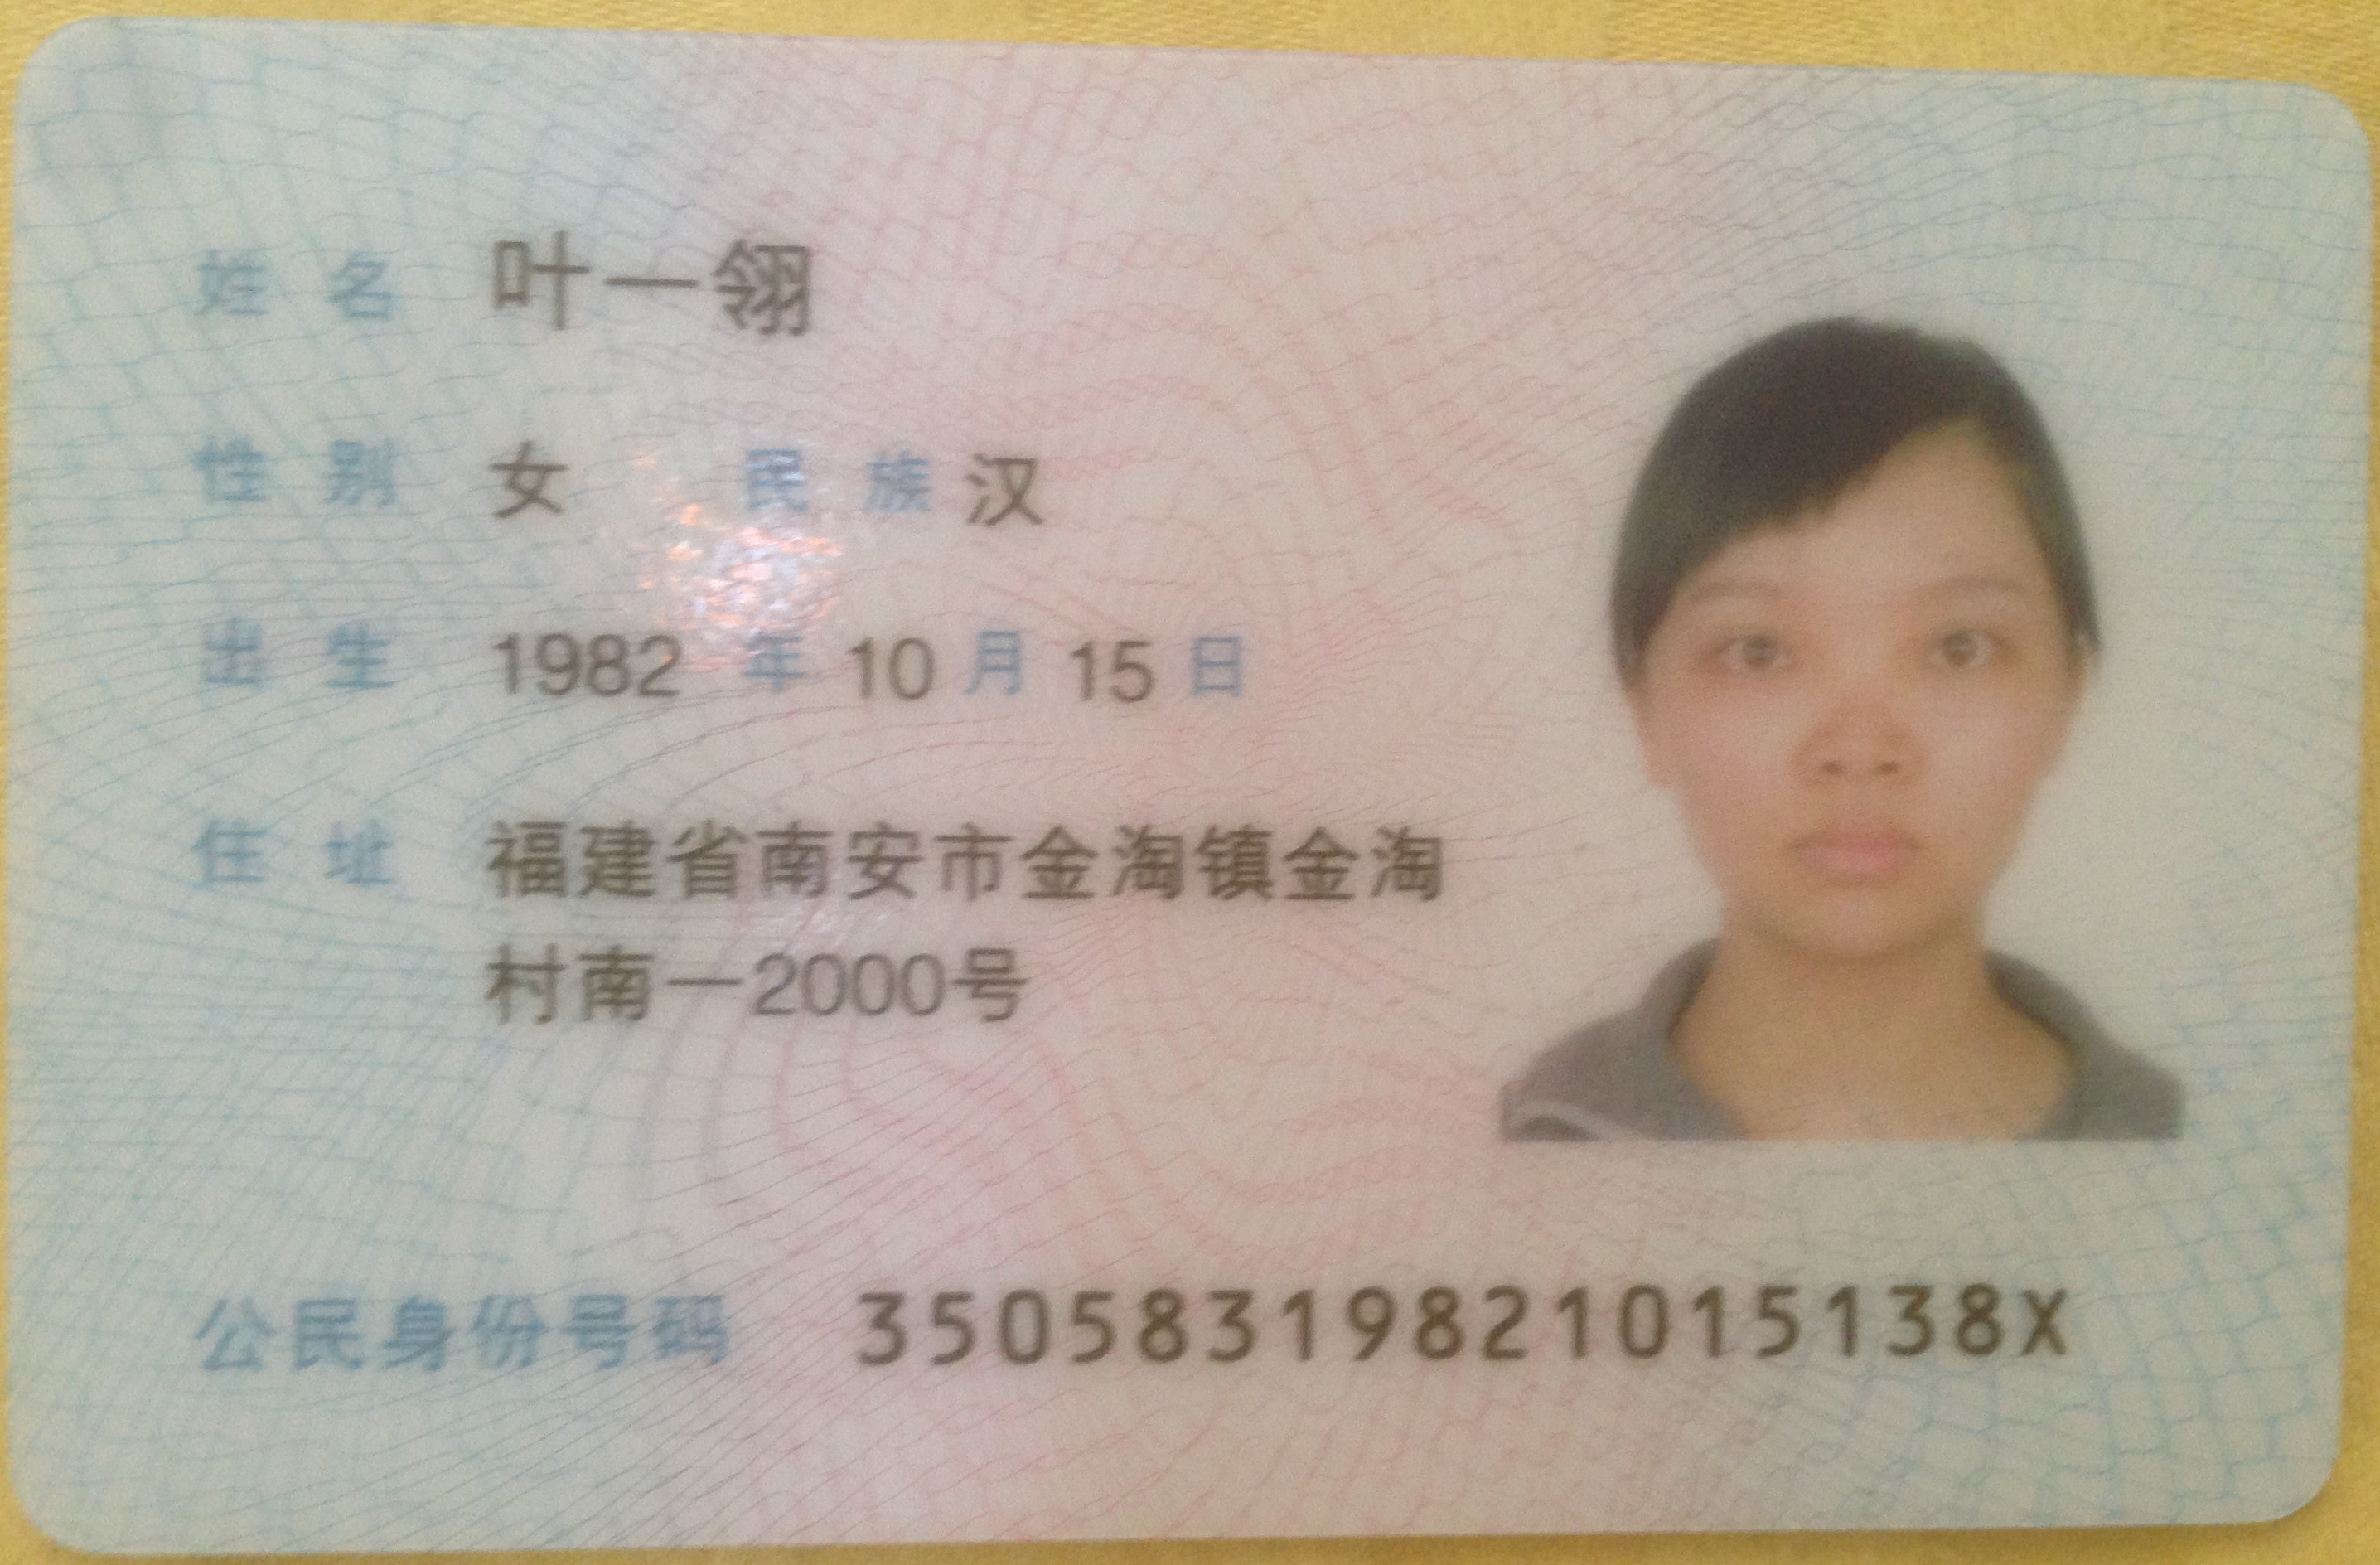 姓名 叶一翎
性别 女 民族 汉
出生 1982 年 10 月 15 日
住址 福建省南安市金淘镇金淘
村南一2000号
公民身份号码 35058319821015138X